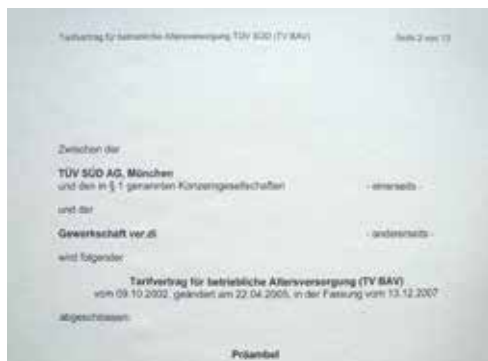 Tarifvertrag für betriebliche Altersversorgung TÜV SÜD (TV BAV) Seite 2 von 13
Zwischen der
TÜV SÜD AG, München
und den in § 1 genannten Konzerngesellschaften - einerseits -
und der
Gewerkschaft ver.di - andererseits -
wird folgender
Tarifvertrag für betriebliche Altersversorgung (TV BAV)
vom 09.10.2002, geändert am 22.04.2005, in der Fassung vom 13.12.2007
abgeschlossen:
Präambel